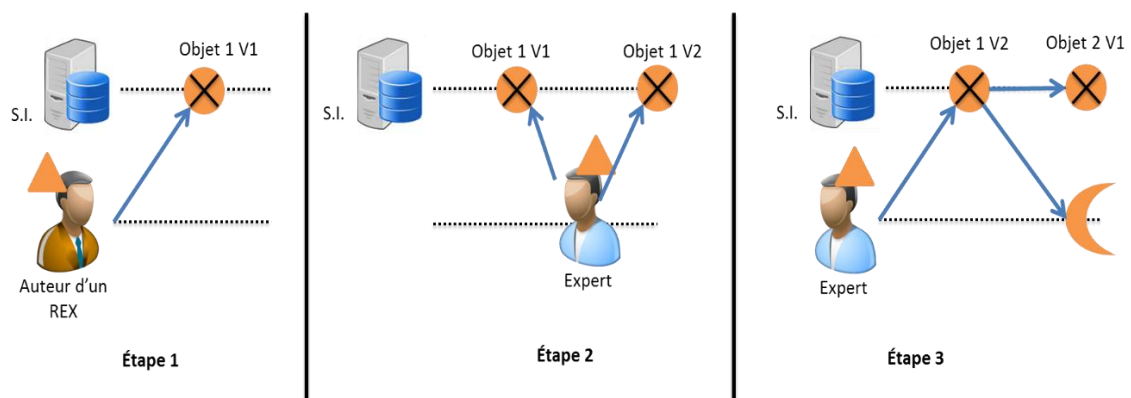 Objet 1 V1
S.I.
Auteur d'un
REX
Étape 1
Objet 1 V1
Objet 1 V2
S.I.
Expert
Étape 2
Objet 1 V2
Objet 2 V1
S.I.
Expert
Étape 3